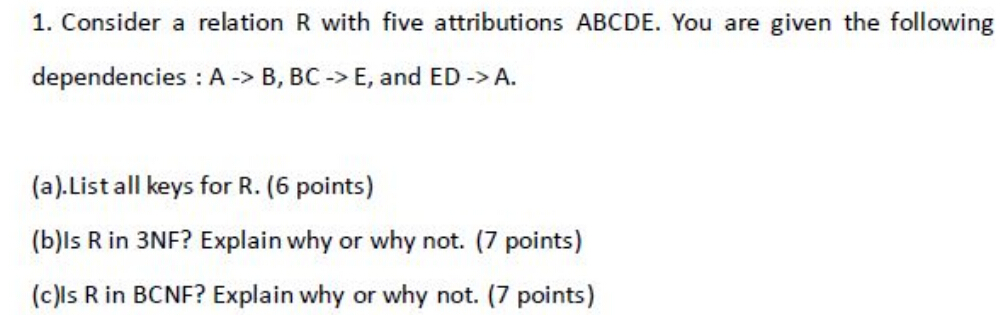 1. Consider a relation R with five attributions ABCDE. You are given the following
dependencies : A -> B, BC -> E, and ED -> A.
(a).List all keys for R. (6 points)
(b)Is R in 3NF? Explain why or why not. (7 points)
(c)Is R in BCNF? Explain why or why not. (7 points)